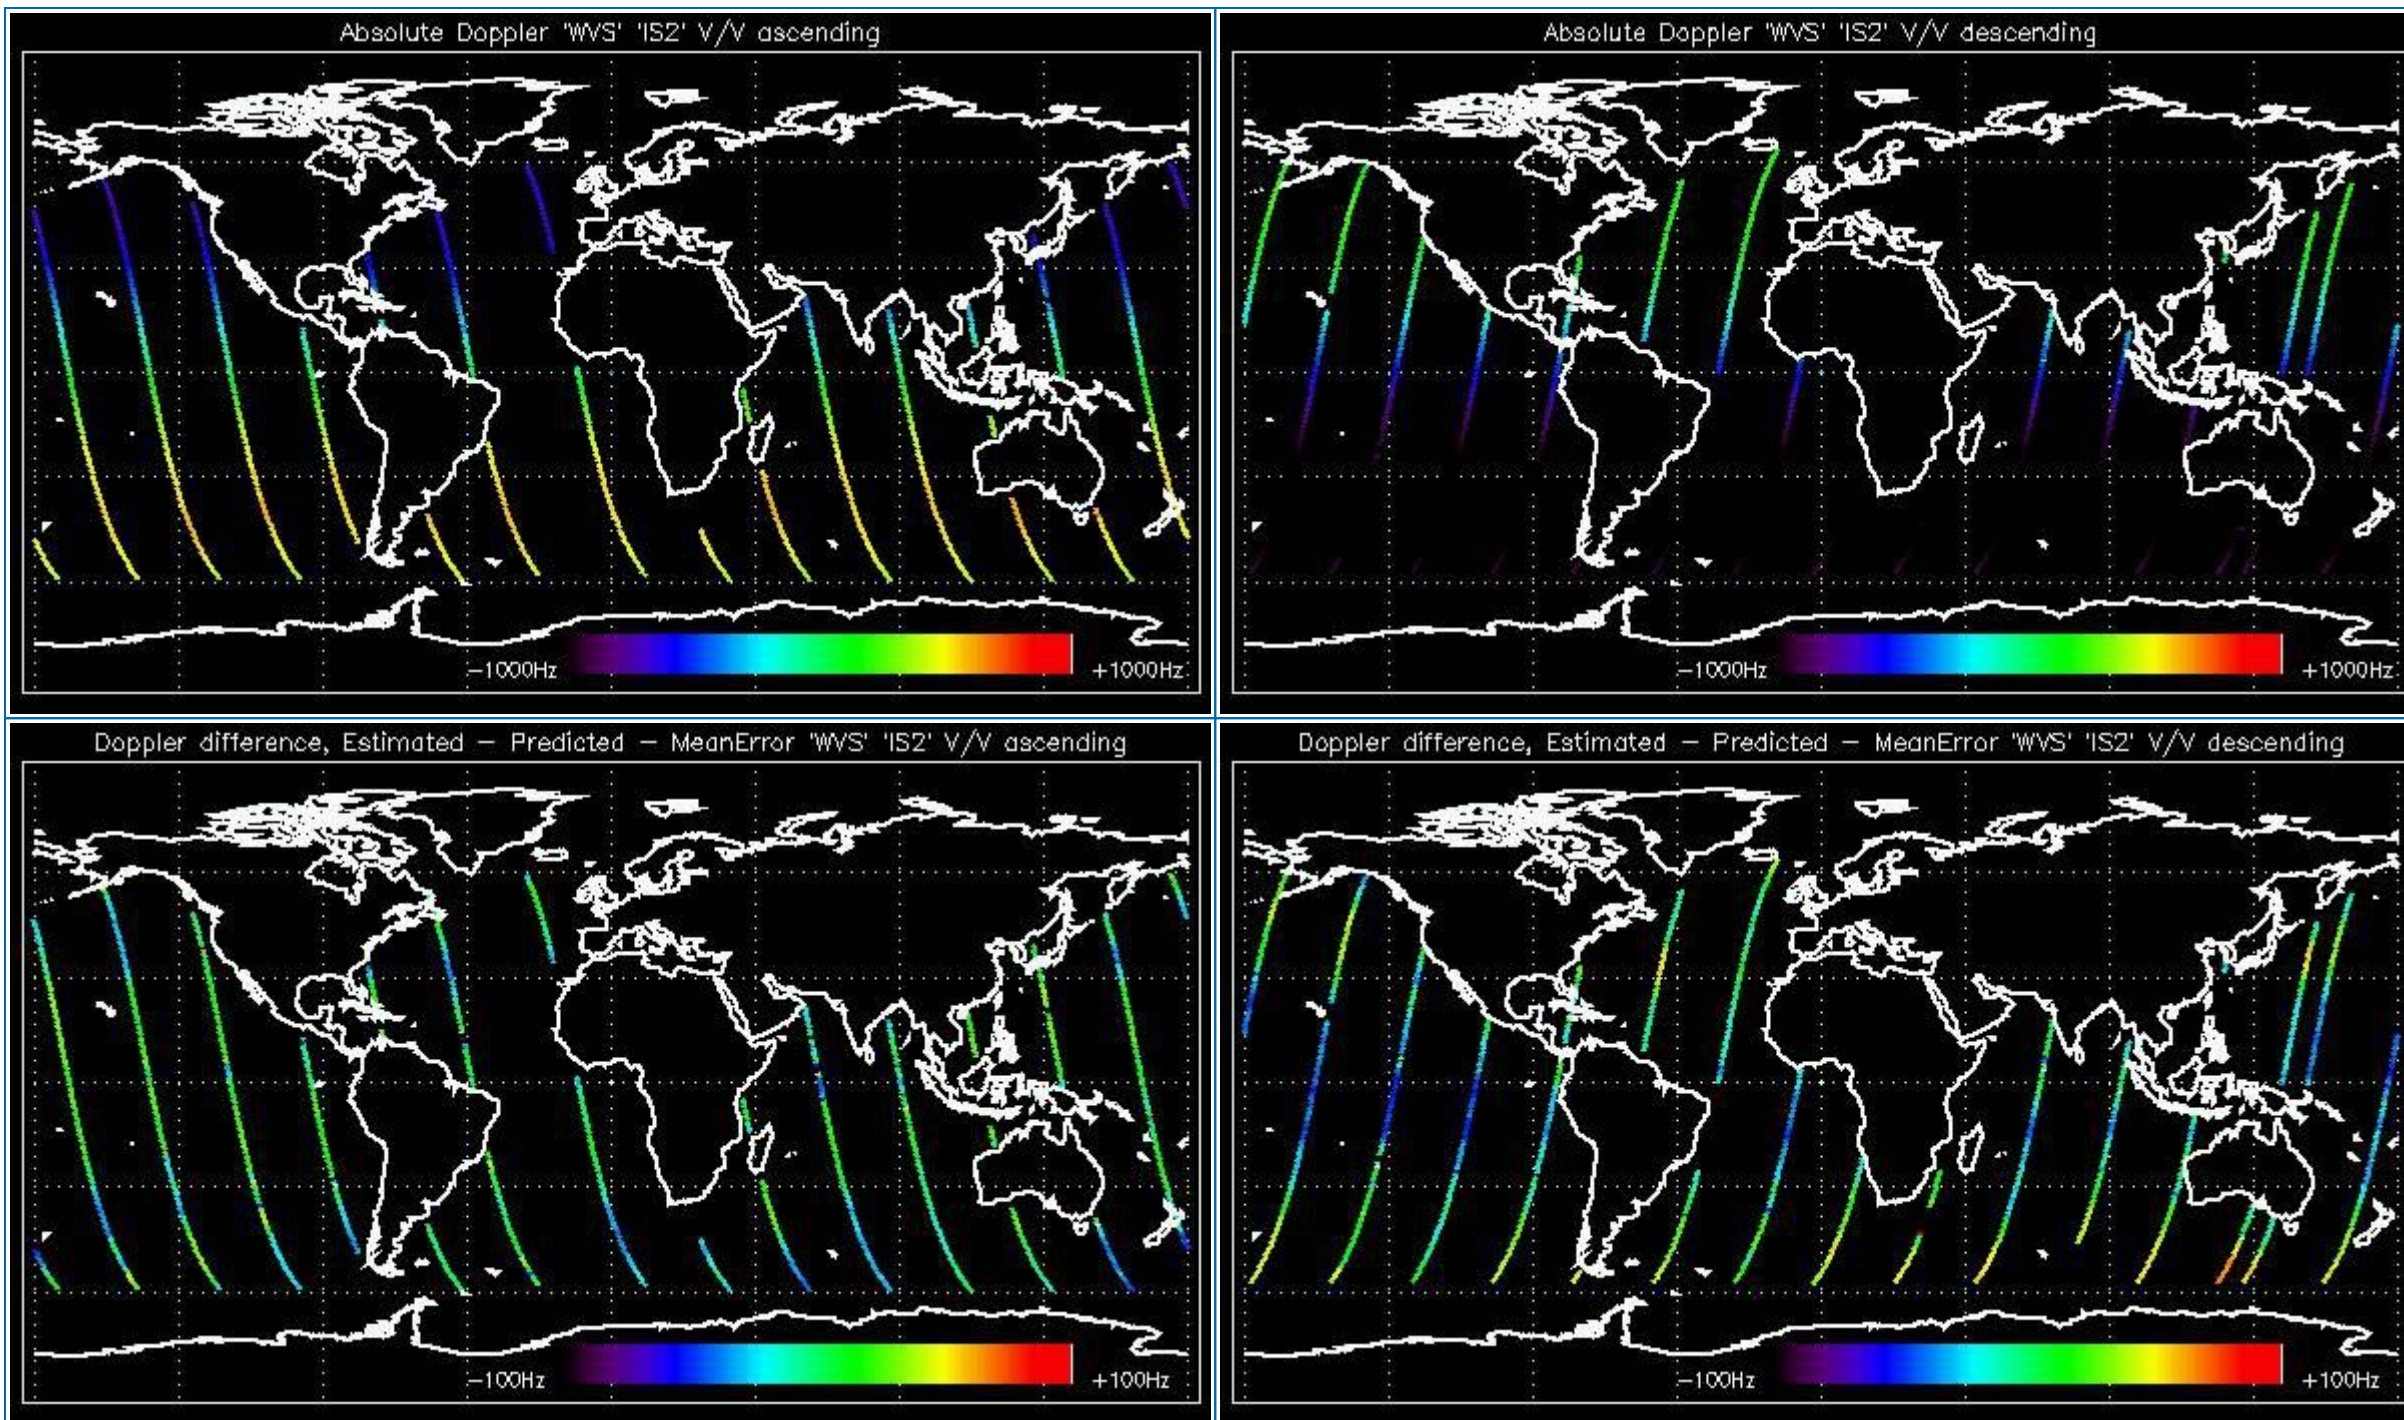 Absolute Doppler 'WVS' 'IS2' V/V ascending
-1000Hz
+1000Hz
Absolute Doppler 'WVS' 'IS2' V/V descending
-1000Hz
+1000Hz
Doppler difference, Estimated - Predicted - MeanError 'WVS' 'IS2' V/V ascending
-100Hz
+100Hz
Doppler difference, Estimated - Predicted - MeanError 'WVS' 'IS2' V/V descending
-100Hz
+100Hz